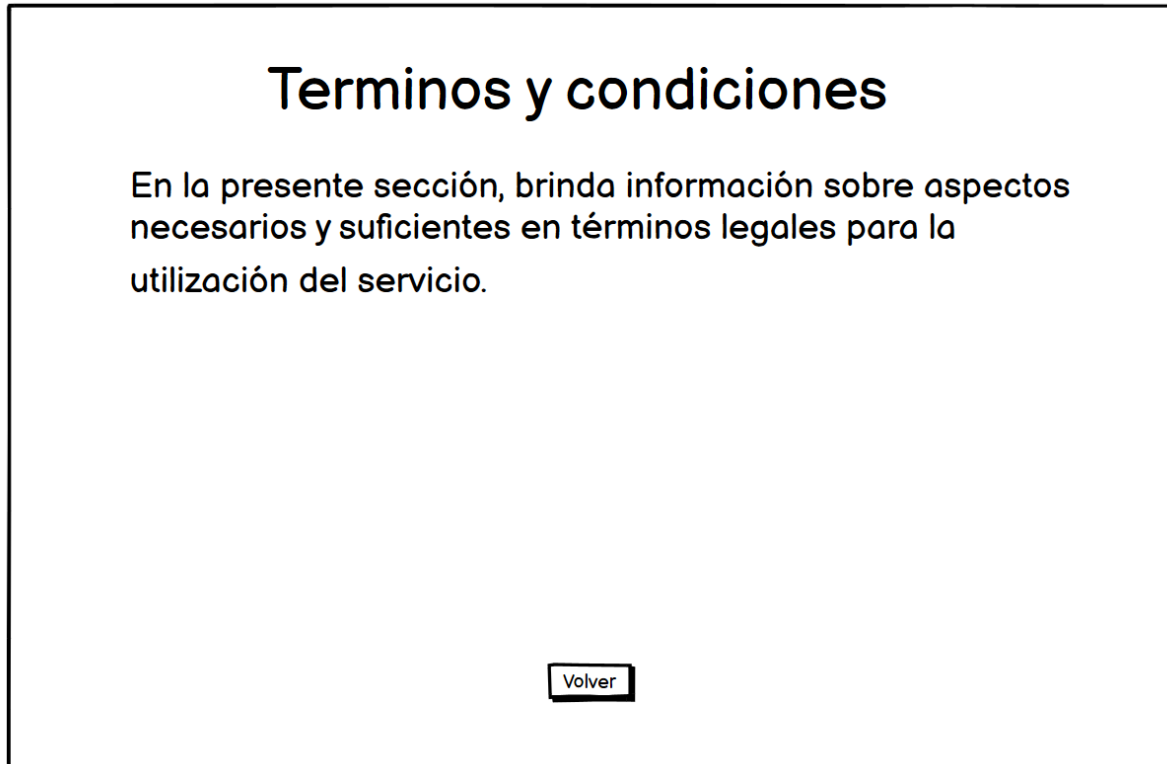 Terminos y condiciones
En la presente sección, brinda información sobre aspectos
necesarios y suficientes en términos legales para la
utilización del servicio.
Volver